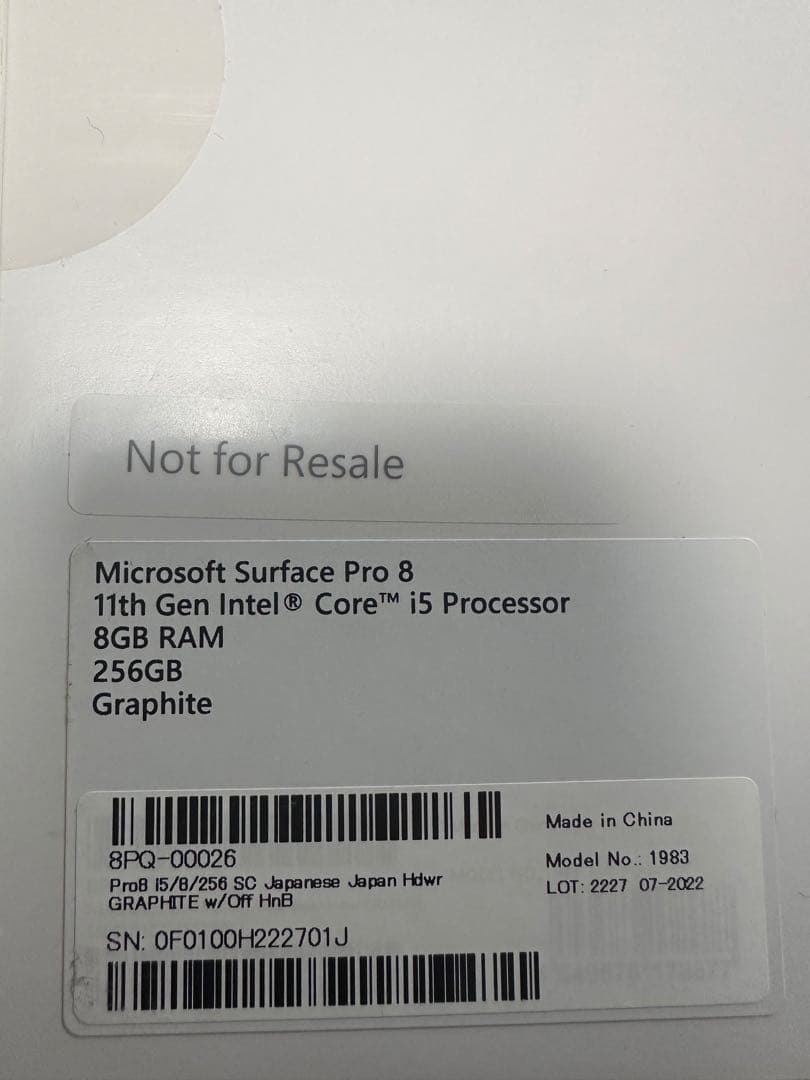 Not for Resale
Microsoft Surface Pro 8
11th Gen Intel® Core™ i5 Processor
8GB RAM
256GB
Graphite
8PQ-00026
Pro8 I5/8/256 SC Japanese Japan Hdwr
GRAPHITE w/Off HnB
SN: 0F0100H222701J
Made in China
Model No.: 1983
LOT: 2227 07-2022